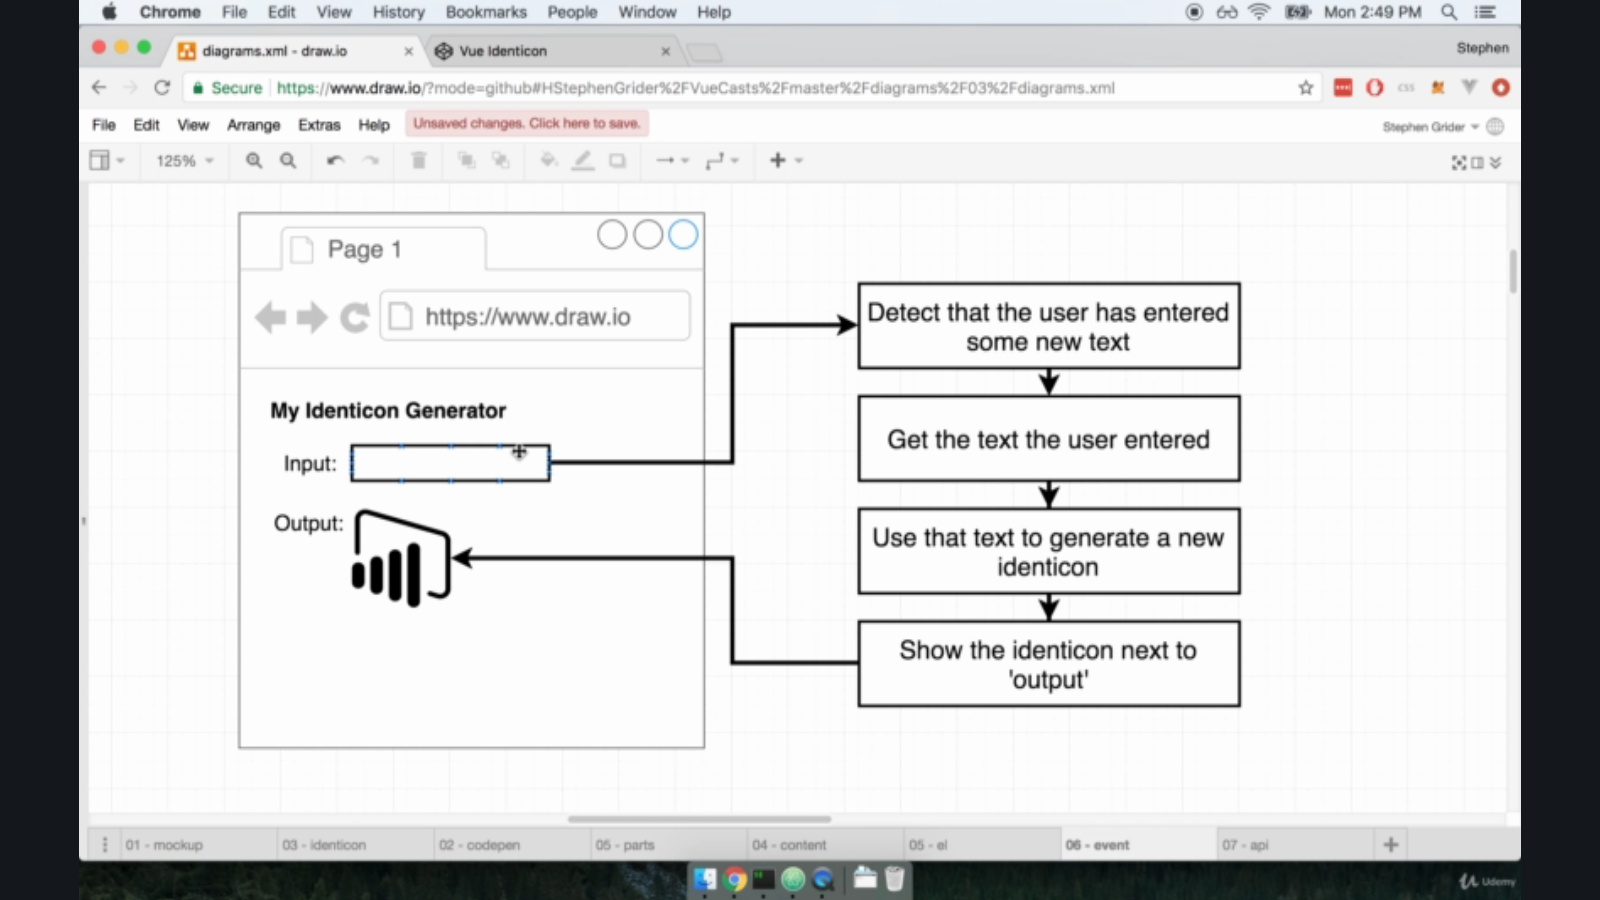 Chrome File Edit View History Bookmarks People Window Help Mon 2:49 PM
diagrams.xml - draw.io Vue Identicon Stephen
Secure https://www.draw.io/?mode=github#HStephenGrider%2FVueCasts%2Fmaster%2Fdiagrams%2F03%2Fdiagrams.xml CSS
File Edit View Arrange Extras Help Unsaved changes. Click here to save. Stephen Grider
125%
Page 1
https://www.draw.io
My Identicon Generator
Input:
Output:
Detect that the user has entered
some new text
Get the text the user entered
Use that text to generate a new
identicon
Show the identicon next to
'output'
01 - mockup 03 - identicon 02 - codepen 05 - parts 04 - content 05 - el 06 - event 07 - api
Udemy